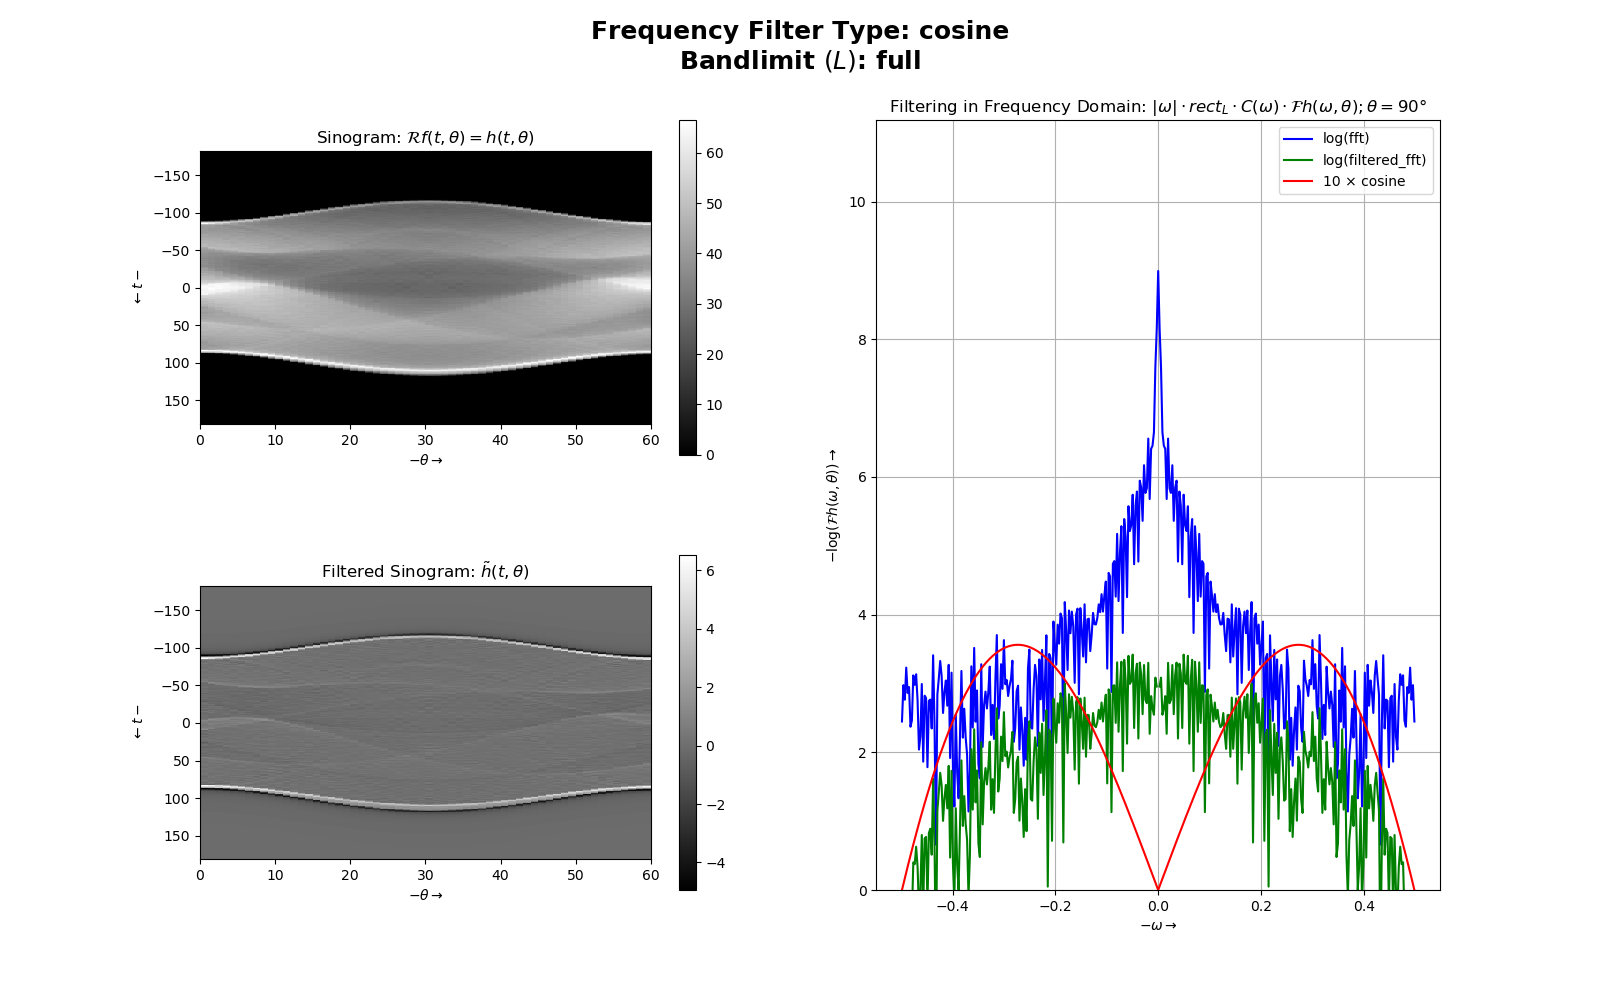 Frequency Filter Type: cosine
Bandlimit (L): full
Sinogram: ℛf(t, θ) = h(t, θ)
−150
−100
−50
0
50
100
150
← t −
0 10 20 30 40 50 60
−θ →
60
50
40
30
20
10
0
Filtered Sinogram: h̃(t, θ)
−150
−100
−50
0
50
100
150
← t −
0 10 20 30 40 50 60
−θ →
6
4
2
0
−2
−4
Filtering in Frequency Domain: |ω| · rect_L · C(ω) · ℱh(ω, θ); θ = 90°
log(fft)
log(filtered_fft)
10 × cosine
10
8
6
4
2
0
−log(ℱh(ω, θ)) →
−0.4 −0.2 0.0 0.2 0.4
−ω →